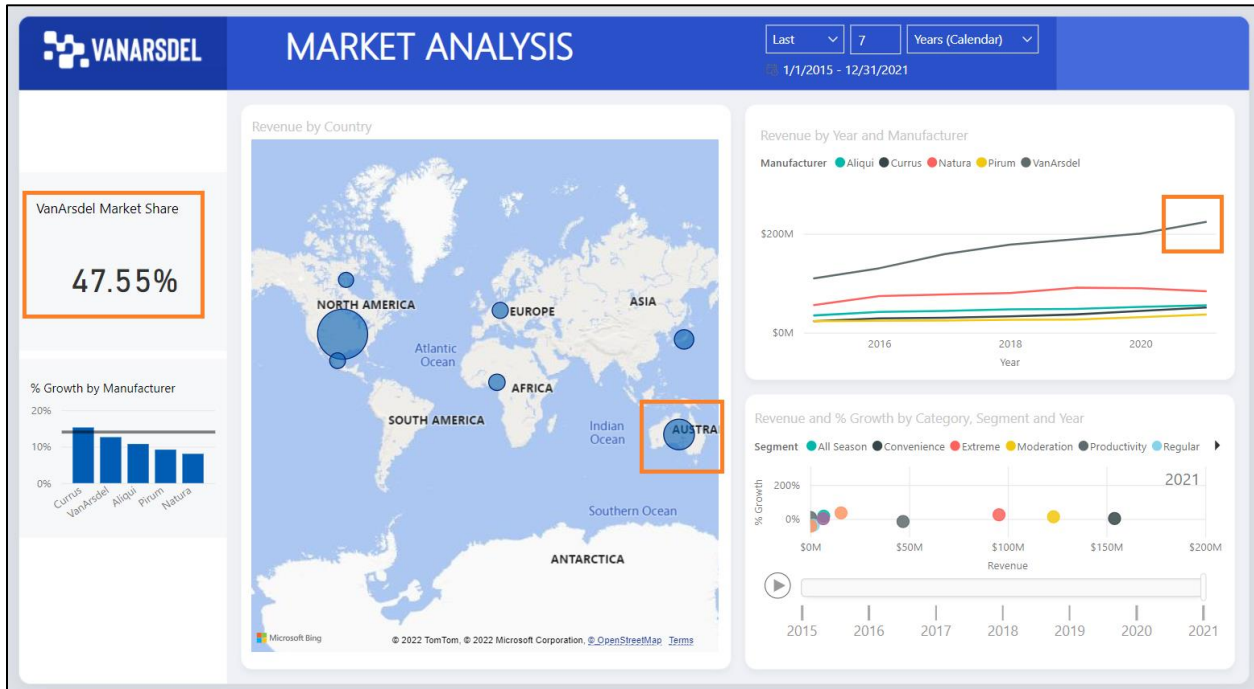 VANARSDEL
MARKET ANALYSIS
Last
7
Years (Calendar)
1/1/2015 - 12/31/2021
VanArsdel Market Share
47.55%
% Growth by Manufacturer
20%
10%
0%
Currus
VanArsdel
Aliqui
Pirum
Natura
Revenue by Country
NORTH AMERICA
EUROPE
ASIA
Atlantic
Ocean
AFRICA
SOUTH AMERICA
Indian
Ocean
AUSTRA
Southern Ocean
ANTARCTICA
Microsoft Bing
© 2022 TomTom, © 2022 Microsoft Corporation, © OpenStreetMap Terms
Revenue by Year and Manufacturer
Manufacturer Aliqui Currus Natura Pirum VanArsdel
$200M
$0M
2016 2018 2020
Year
Revenue and % Growth by Category, Segment and Year
Segment All Season Convenience Extreme Moderation Productivity Regular
2021
% Growth
200%
0%
$0M $50M $100M $150M $200M
Revenue
2015 2016 2017 2018 2019 2020 2021